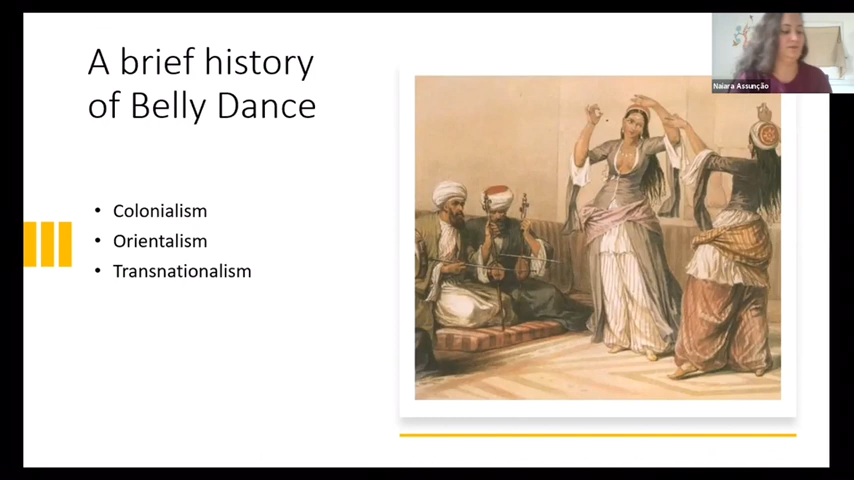 A brief history
of Belly Dance
• Colonialism
• Orientalism
• Transnationalism
Naiara Assunção